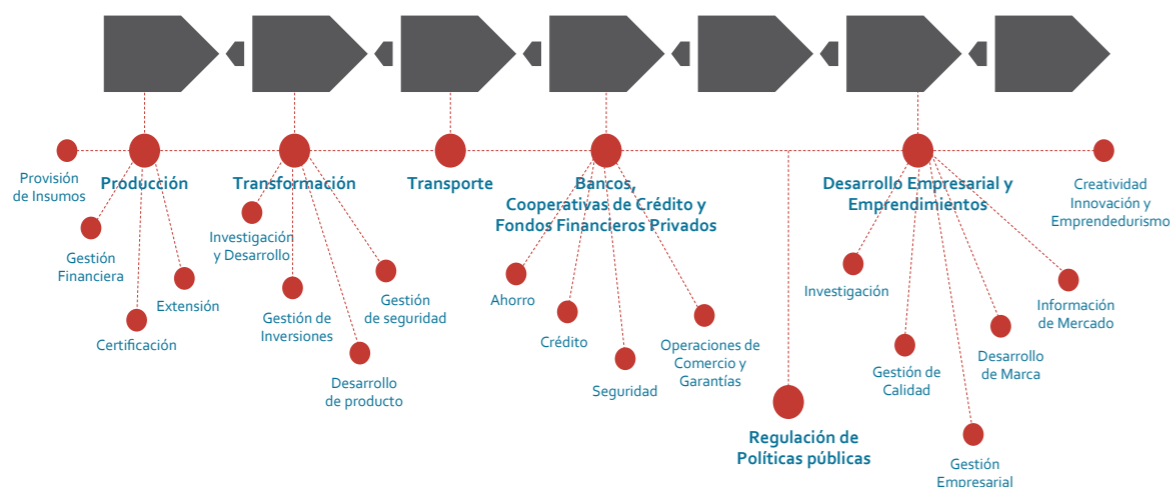 Provisión
de Insumos
Producción
Gestión
Financiera
Certificación
Extensión
Transformación
Investigación
y Desarrollo
Gestión de
Inversiones
Desarrollo
de producto
Gestión
de seguridad
Transporte
Bancos,
Cooperativas de Crédito y
Fondos Financieros Privados
Ahorro
Crédito
Seguridad
Operaciones de
Comercio y
Garantías
Regulación de
Políticas públicas
Desarrollo Empresarial y
Emprendimientos
Investigación
Gestión de
Calidad
Gestión
Empresarial
Desarrollo
de Marca
Información
de Mercado
Creatividad
Innovación y
Emprendedurismo